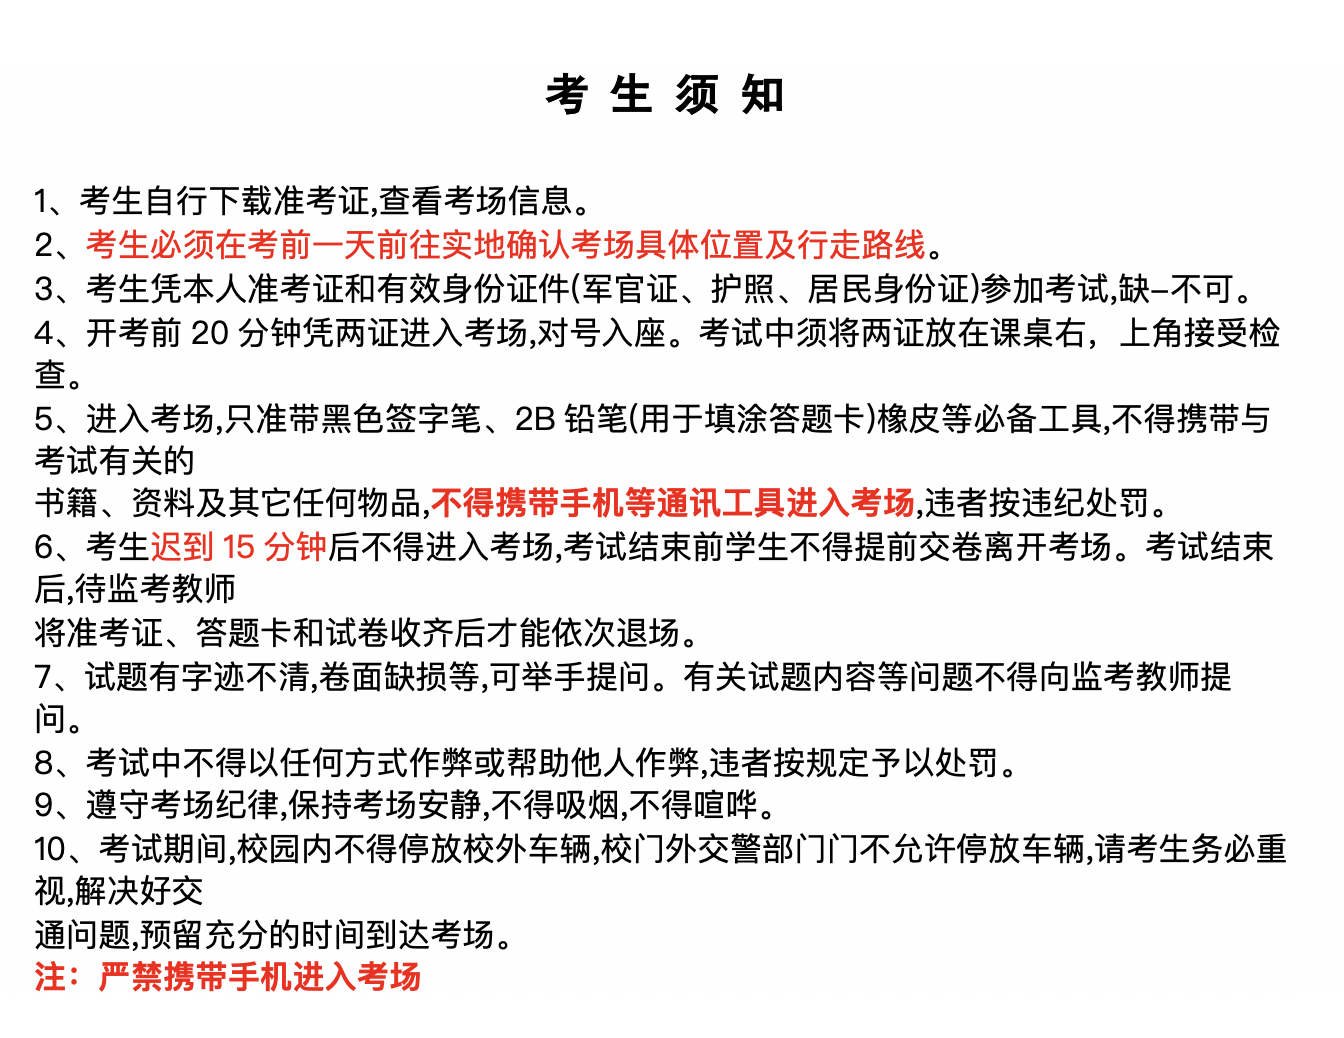 考生须知
1、考生自行下载准考证,查看考场信息。
2、考生必须在考前一天前往实地确认考场具体位置及行走路线。
3、考生凭本人准考证和有效身份证件(军官证、护照、居民身份证)参加考试,缺–不可。
4、开考前 20 分钟凭两证进入考场,对号入座。考试中须将两证放在课桌右，上角接受检
查。
5、进入考场,只准带黑色签字笔、2B 铅笔(用于填涂答题卡)橡皮等必备工具,不得携带与
考试有关的
书籍、资料及其它任何物品,不得携带手机等通讯工具进入考场,违者按违纪处罚。
6、考生迟到 15 分钟后不得进入考场,考试结束前学生不得提前交卷离开考场。考试结束
后,待监考教师
将准考证、答题卡和试卷收齐后才能依次退场。
7、试题有字迹不清,卷面缺损等,可举手提问。有关试题内容等问题不得向监考教师提
问。
8、考试中不得以任何方式作弊或帮助他人作弊,违者按规定予以处罚。
9、遵守考场纪律,保持考场安静,不得吸烟,不得喧哗。
10、考试期间,校园内不得停放校外车辆,校门外交警部门门不允许停放车辆,请考生务必重
视,解决好交
通问题,预留充分的时间到达考场。
注：严禁携带手机进入考场